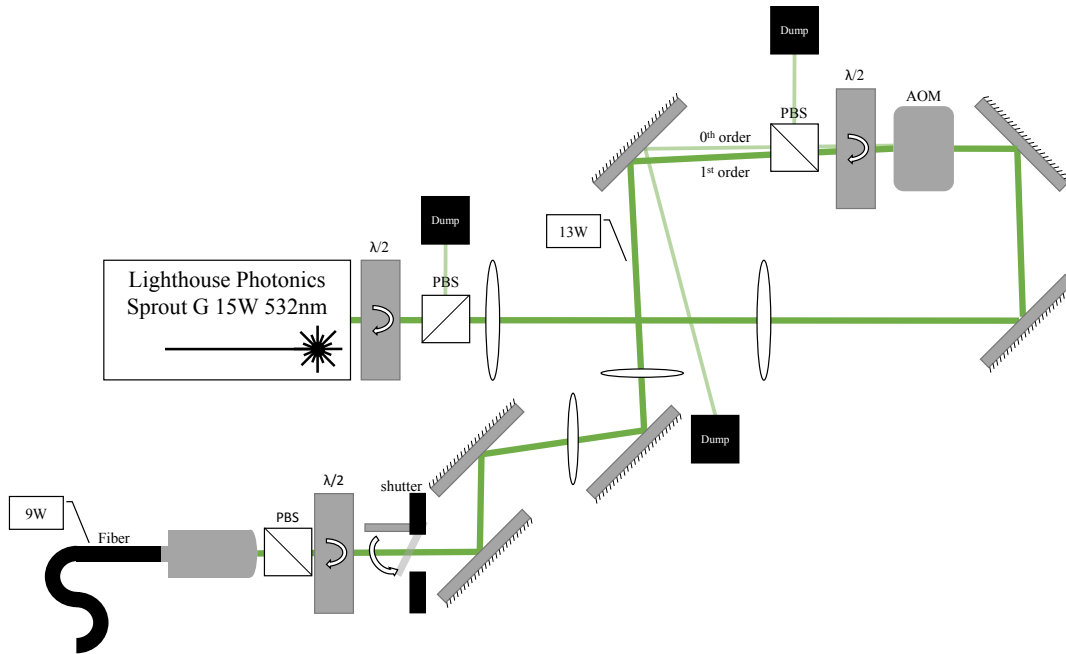 Dump
λ/2
AOM
PBS
0th order
1st order
Dump
13W
λ/2
PBS
Lighthouse Photonics
Sprout G 15W 532nm
Dump
shutter
λ/2
PBS
9W
Fiber